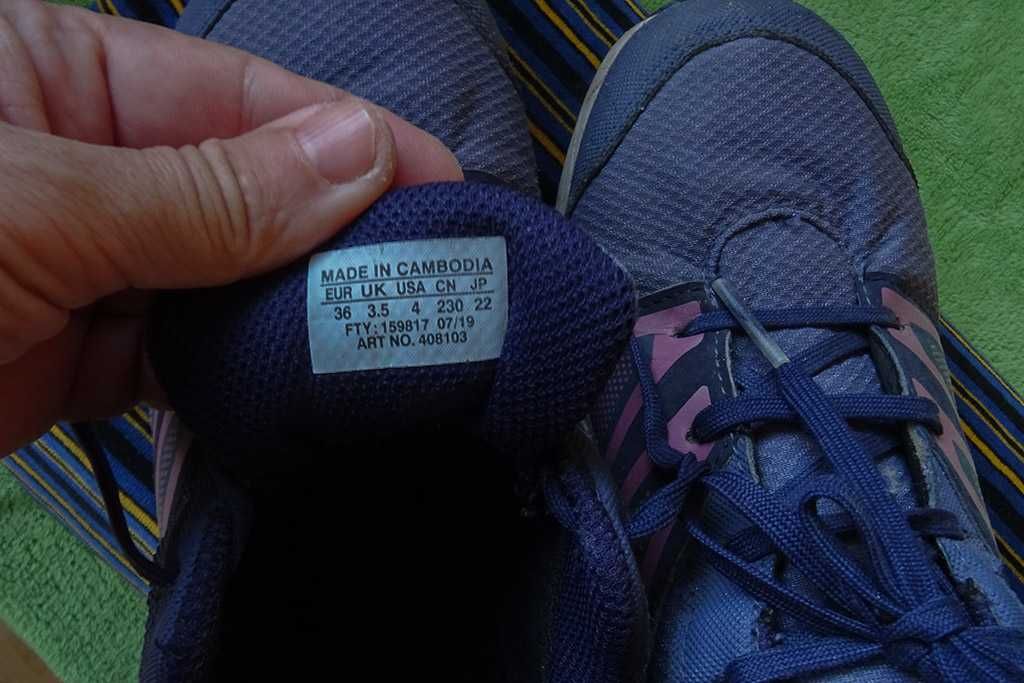 MADE IN CAMBODIA
EUR UK USA CN JP
36 3.5 4 230 22
FTY: 159817 07/19
ART NO. 408103